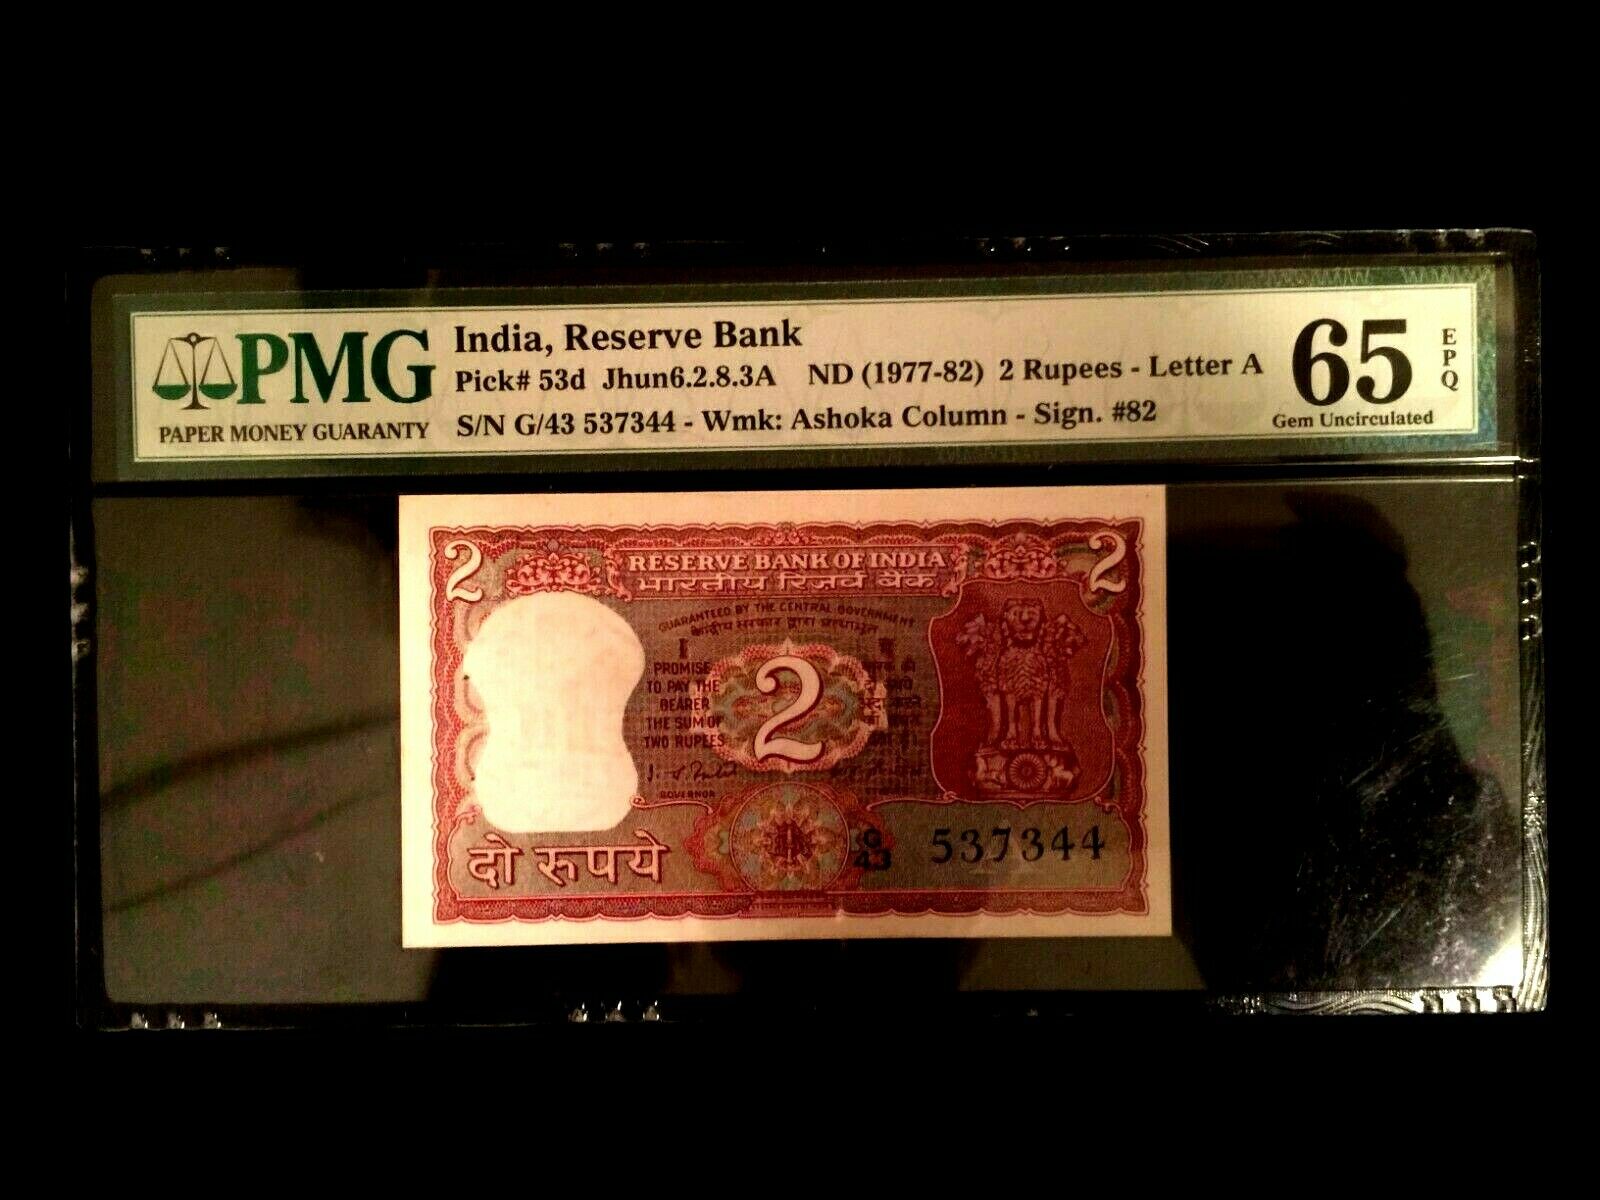 PMG
PAPER MONEY GUARANTY
India, Reserve Bank
Pick# 53d Jhun6.2.8.3A ND (1977-82) 2 Rupees - Letter A
S/N G/43 537344 - Wmk: Ashoka Column - Sign. #82
65
EPQ
Gem Uncirculated
2
RESERVE BANK OF INDIA
2
भारतीय रिज़र्व बैंक
GUARANTEED BY THE CENTRAL GOVERNMENT
केन्द्रीय सरकार द्वारा प्रत्याभूत
I
PROMISE
TO PAY THE
BEARER
THE SUM OF
TWO RUPEES
2
GOVERNOR
दो रुपये
G
43
537344
A